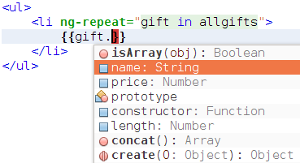 <ul>
<li ng-repeat="gift in allgifts">
{{gift.}}
</li>
</ul>
isArray(obj): Boolean
name: String
price: Number
prototype
constructor: Function
length: Number
concat(): Array
create(O: Object): Object